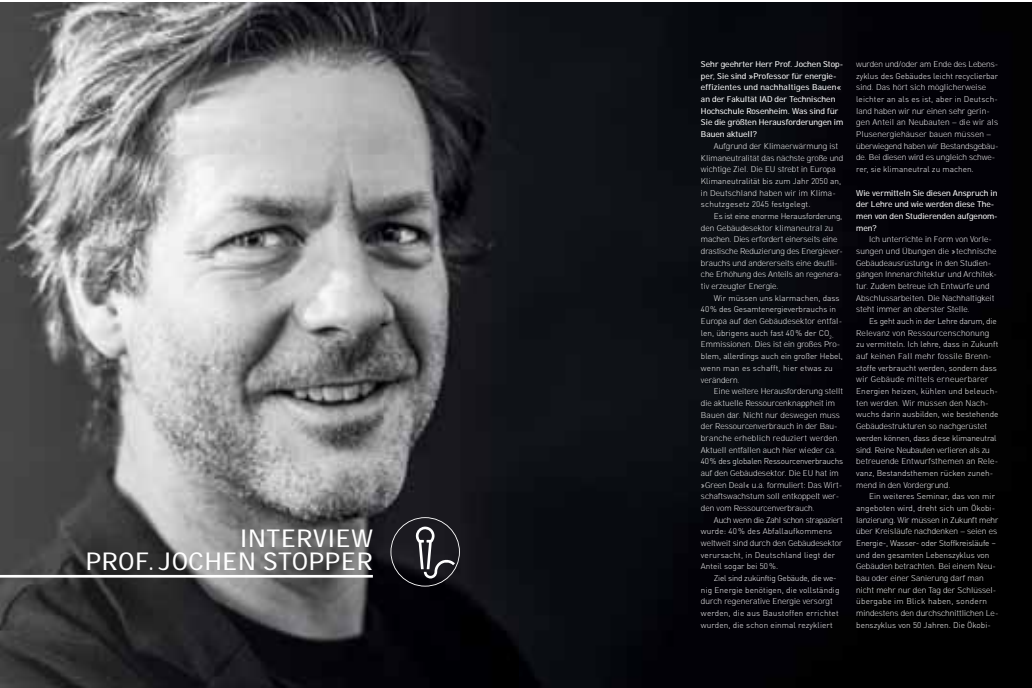 INTERVIEW
PROF. JOCHEN STOPPER
Sehr geehrter Herr Prof. Jochen Stop-
per, Sie sind »Professor für energie-
effizientes und nachhaltiges Bauen«
an der Fakultät IAD der Technischen
Hochschule Rosenheim. Was sind für
Sie die größten Herausforderungen im
Bauen aktuell?
Aufgrund der Klimaerwärmung ist
Klimaneutralität das nächste große und
wichtige Ziel. Die EU strebt in Europa
Klimaneutralität bis zum Jahr 2050 an,
in Deutschland haben wir im Klima-
schutzgesetz 2045 festgelegt.
Es ist eine enorme Herausforderung,
den Gebäudesektor klimaneutral zu
machen. Dies erfordert einerseits eine
drastische Reduzierung des Energiever-
brauchs und andererseits eine deutli-
che Erhöhung des Anteils an regenera-
tiv erzeugter Energie.
Wir müssen uns klarmachen, dass
40 % des Gesamtenergieverbrauchs in
Europa auf den Gebäudesektor entfal-
len, übrigens auch fast 40 % der CO₂
Emmissionen. Dies ist ein großes Pro-
blem, allerdings auch ein großer Hebel,
wenn man es schafft, hier etwas zu
verändern.
Eine weitere Herausforderung stellt
die aktuelle Ressourcenknappheit im
Bauen dar. Nicht nur deswegen muss
der Ressourcenverbrauch in der Bau-
branche erheblich reduziert werden.
Aktuell entfallen auch hier wieder ca.
40 % des globalen Ressourcenverbrauchs
auf den Gebäudesektor. Die EU hat im
»Green Deal« u.a. formuliert: Das Wirt-
schaftswachstum soll entkoppelt wer-
den vom Ressourcenverbrauch.
Auch wenn die Zahl schon strapaziert
wurde: 40 % des Abfallaufkommens
weltweit sind durch den Gebäudesektor
verursacht, in Deutschland liegt der
Anteil sogar bei 50 %.
Ziel sind zukünftig Gebäude, die we-
nig Energie benötigen, die vollständig
durch regenerative Energie versorgt
werden, die aus Baustoffen errichtet
wurden, die schon einmal rezykliert
wurden und/oder am Ende des Lebens-
zyklus des Gebäudes leicht recyclierbar
sind. Das hört sich möglicherweise
leichter an als es ist, aber in Deutsch-
land haben wir nur einen sehr gerin-
gen Anteil an Neubauten – die wir als
Plusenergiehäuser bauen müssen –
überwiegend haben wir Bestandsgebäu-
de. Bei diesen wird es ungleich schwe-
rer, sie klimaneutral zu machen.
Wie vermitteln Sie diesen Anspruch in
der Lehre und wie werden diese The-
men von den Studierenden aufgenom-
men?
Ich unterrichte in Form von Vorle-
sungen und Übungen die »technische
Gebäudeausrüstung« in den Studien-
gängen Innenarchitektur und Architek-
tur. Zudem betreue ich Entwürfe und
Abschlussarbeiten. Die Nachhaltigkeit
steht immer an oberster Stelle.
Es geht auch in der Lehre darum, die
Relevanz von Ressourcenschonung
zu vermitteln. Ich lehre, dass in Zukunft
auf keinen Fall mehr fossile Brenn-
stoffe verbraucht werden, sondern dass
wir Gebäude mittels erneuerbarer
Energien heizen, kühlen und beleuch-
ten werden. Wir müssen den Nach-
wuchs darin ausbilden, wie bestehende
Gebäudestrukturen so nachgerüstet
werden können, dass diese klimaneutral
sind. Reine Neubauten verlieren als zu
betreuende Entwurfsthemen an Rele-
vanz, Bestandsthemen rücken zuneh-
mend in den Vordergrund.
Ein weiteres Seminar, das von mir
angeboten wird, dreht sich um Ökobi-
lanzierung. Wir müssen in Zukunft mehr
über Kreisläufe nachdenken – seien es
Energie-, Wasser- oder Stoffkreisläufe –
und den gesamten Lebenszyklus von
Gebäuden betrachten. Bei einem Neu-
bau oder einer Sanierung darf man
nicht mehr nur den Tag der Schlüssel-
übergabe im Blick haben, sondern
mindestens den durchschnittlichen Le-
benszyklus von 50 Jahren. Die Ökobi-